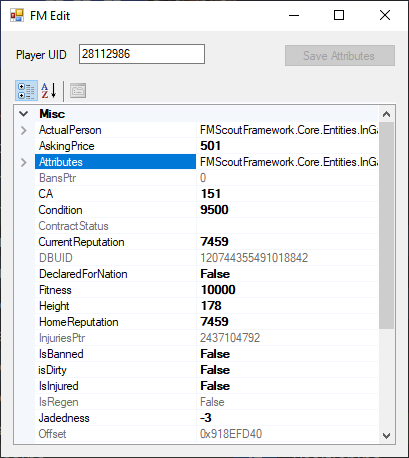 FM Edit
Player UID 28112986 Save Attributes
Misc
ActualPerson FMScoutFramework.Core.Entities.InGa
AskingPrice 501
Attributes FMScoutFramework.Core.Entities.InGa
BansPtr 0
CA 151
Condition 9500
ContractStatus
CurrentReputation 7459
DBUID 120744355491018842
DeclaredForNation False
Fitness 10000
Height 178
HomeReputation 7459
InjuriesPtr 2437104792
IsBanned False
isDirty False
IsInjured False
IsRegen False
Jadedness -3
Offset 0x918EFD40